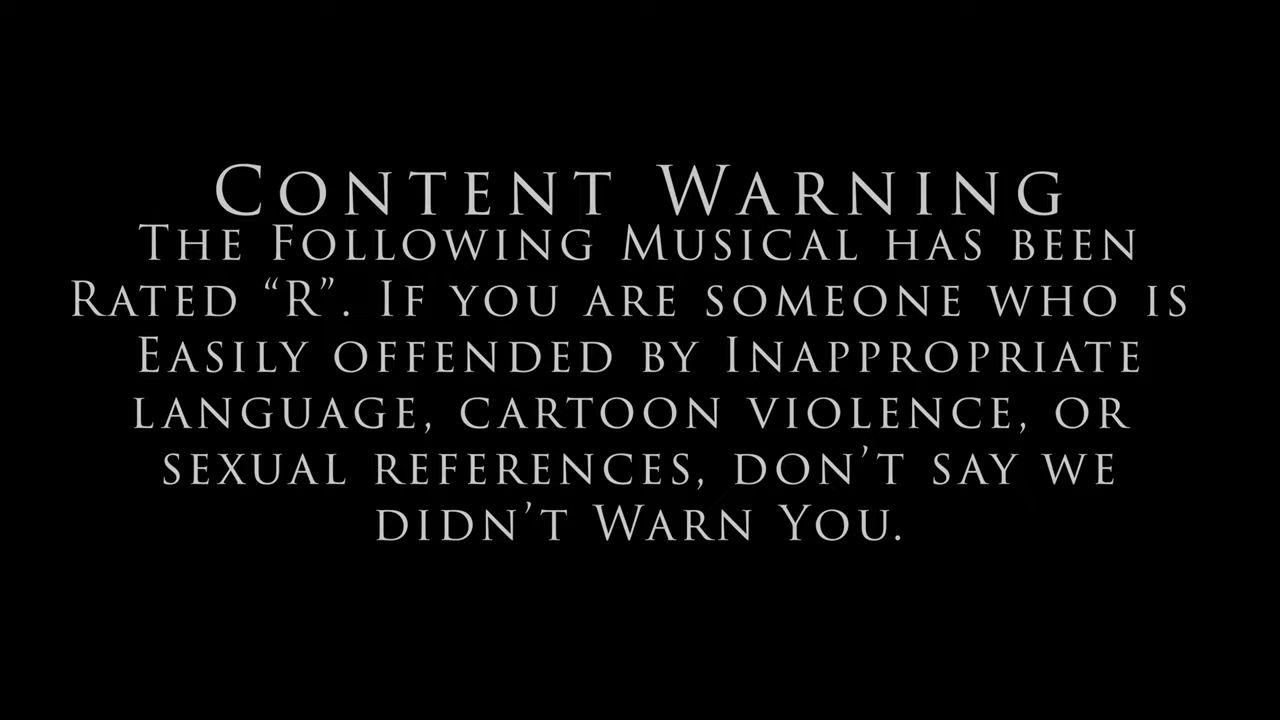 Content Warning
The Following Musical has been
Rated “R”. If you are someone who is
Easily offended by Inappropriate
language, cartoon violence, or
sexual references, don’t say we
didn’t Warn You.